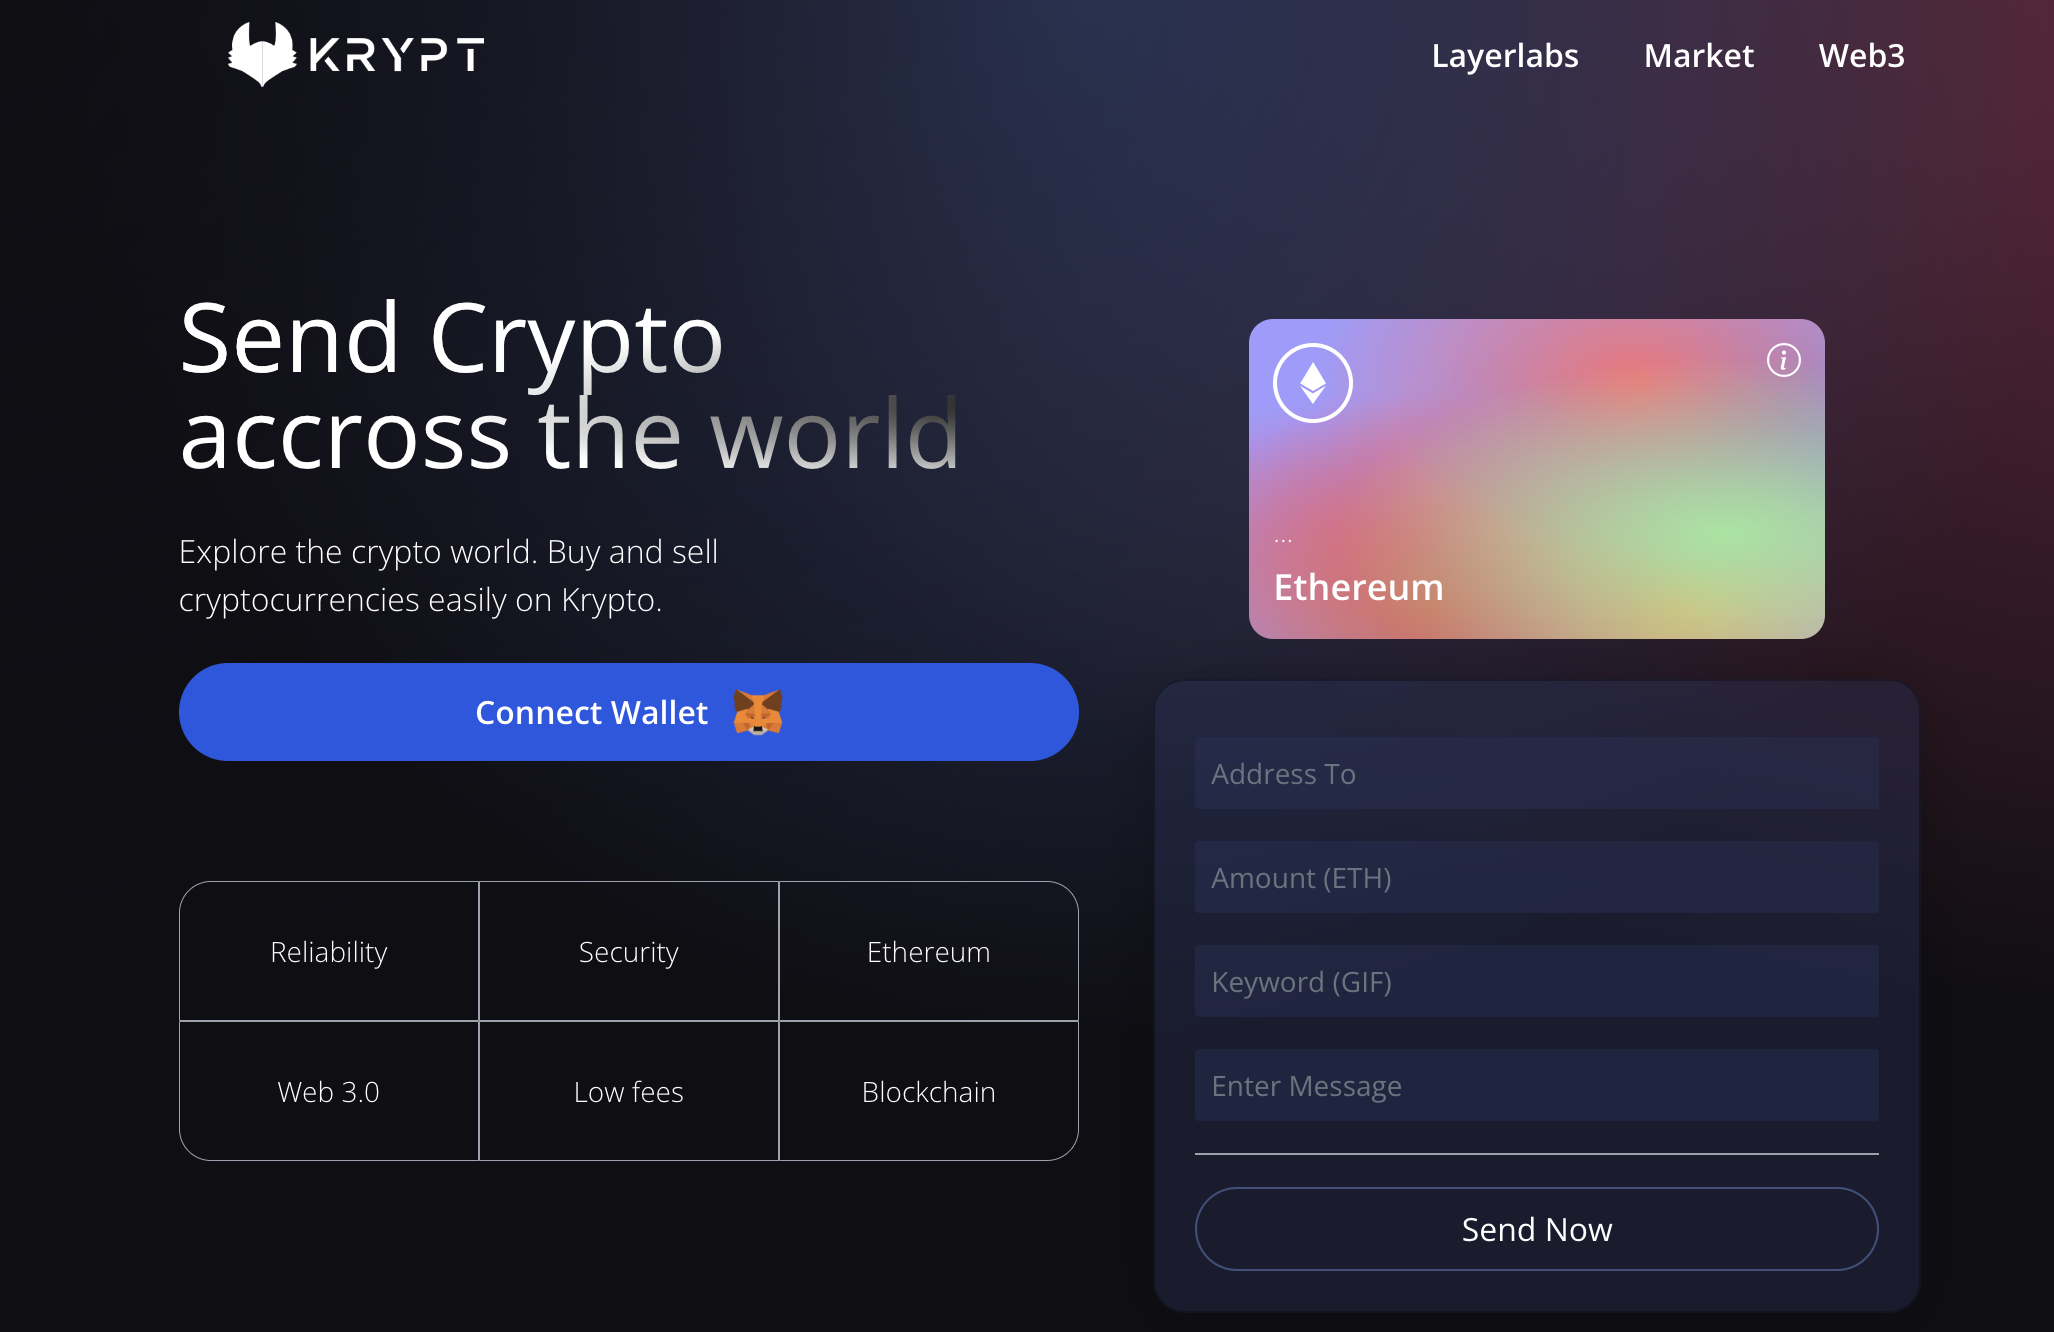 KRYPT
Layerlabs
Market
Web3
Send Crypto
accross the world
Explore the crypto world. Buy and sell
cryptocurrencies easily on Krypto.
Connect Wallet
Reliability
Security
Ethereum
Web 3.0
Low fees
Blockchain
i
...
Ethereum
Address To
Amount (ETH)
Keyword (GIF)
Enter Message
Send Now